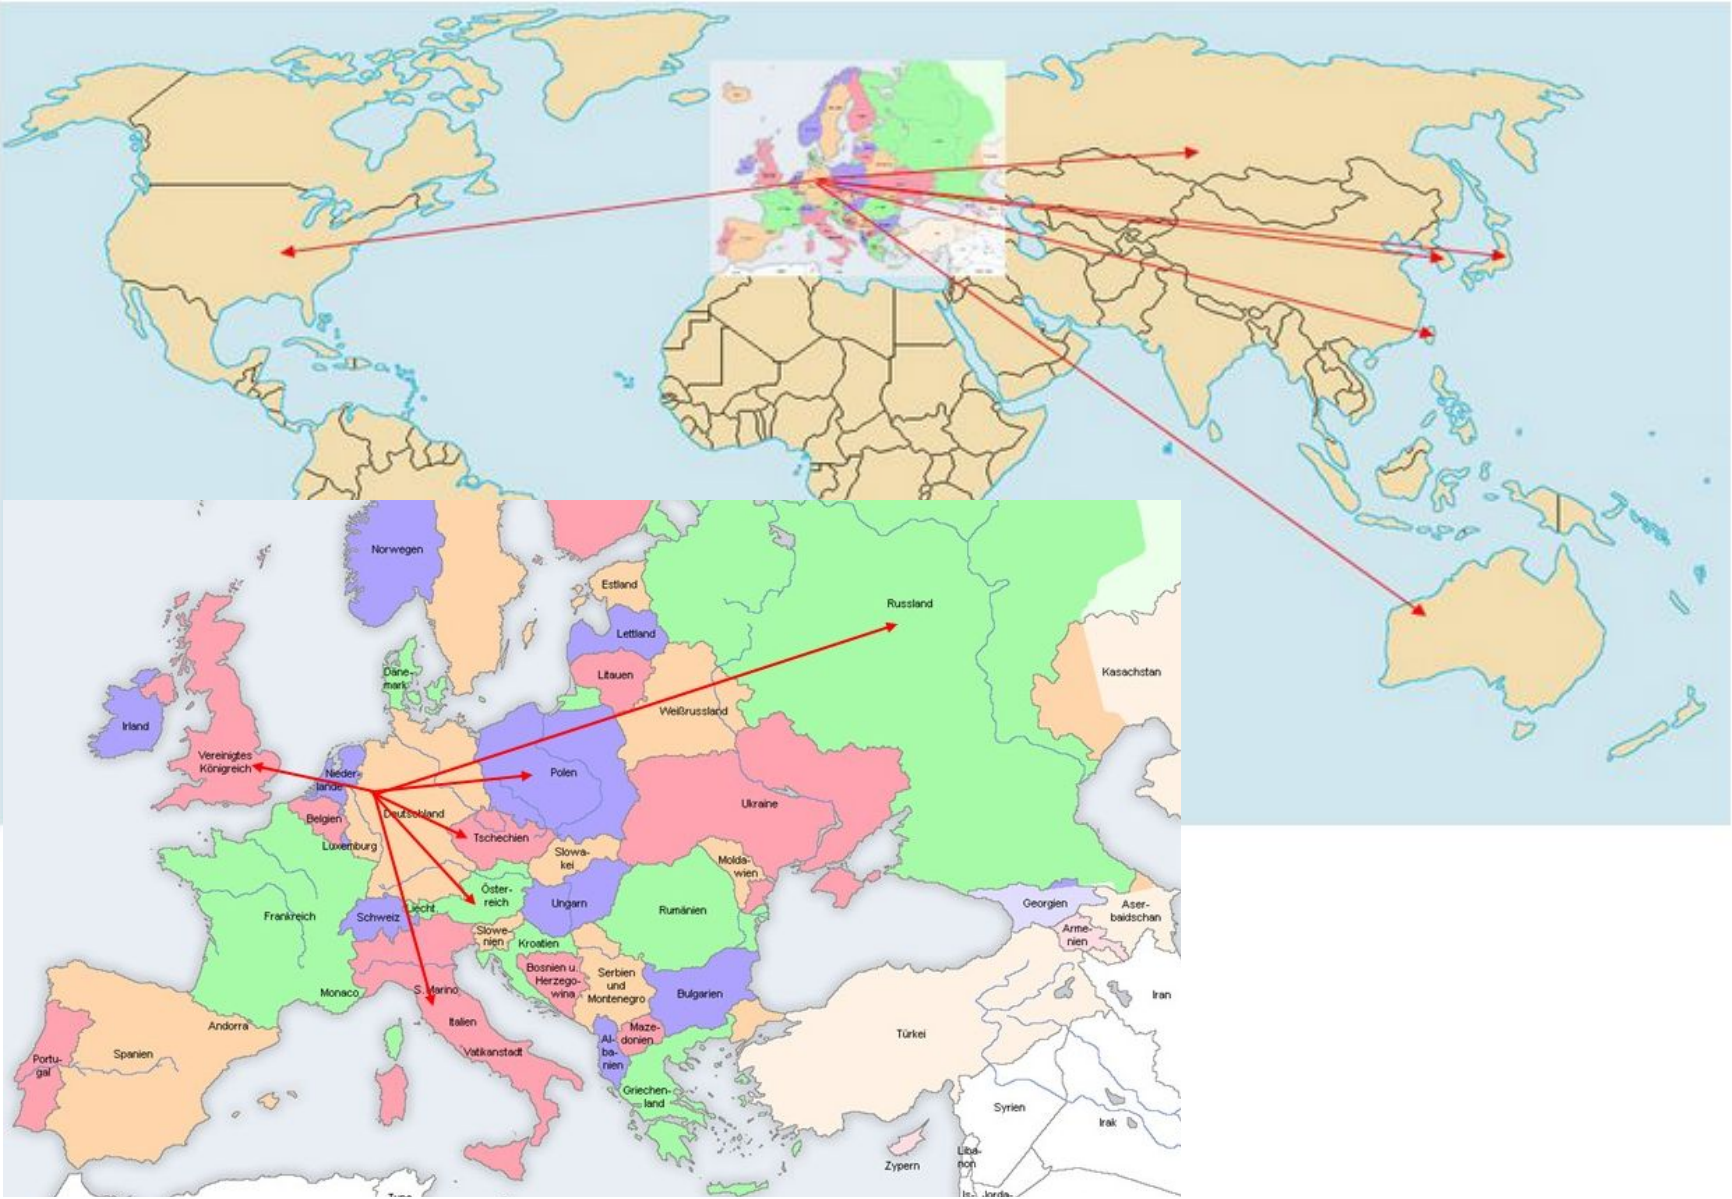 Norwegen
Estland
Russland
Lettland
Däne-
mark
Litauen
Kasachstan
Weißrussland
Irland
Vereinigtes
Königreich
Nieder-
lande
Polen
Ukraine
Deutschland
Belgien
Tschechien
Luxemburg
Slowa-
kei
Molda-
wien
Öster-
reich
Liecht.
Ungarn
Georgien
Aser-
baidschan
Frankreich
Schweiz
Rumänien
Slowe-
nien
Kroatien
Arme-
nien
Bosnien u.
Herzego-
wina
Serbien
und
Montenegro
Monaco
S. Marino
Bulgarien
Iran
Andorra
Italien
Maze-
donien
Türkei
Al-
ba-
nien
Vatikanstadt
Portu-
gal
Spanien
Griechen-
land
Syrien
Irak
Zypern
Liba-
non
Is-
Jorda-